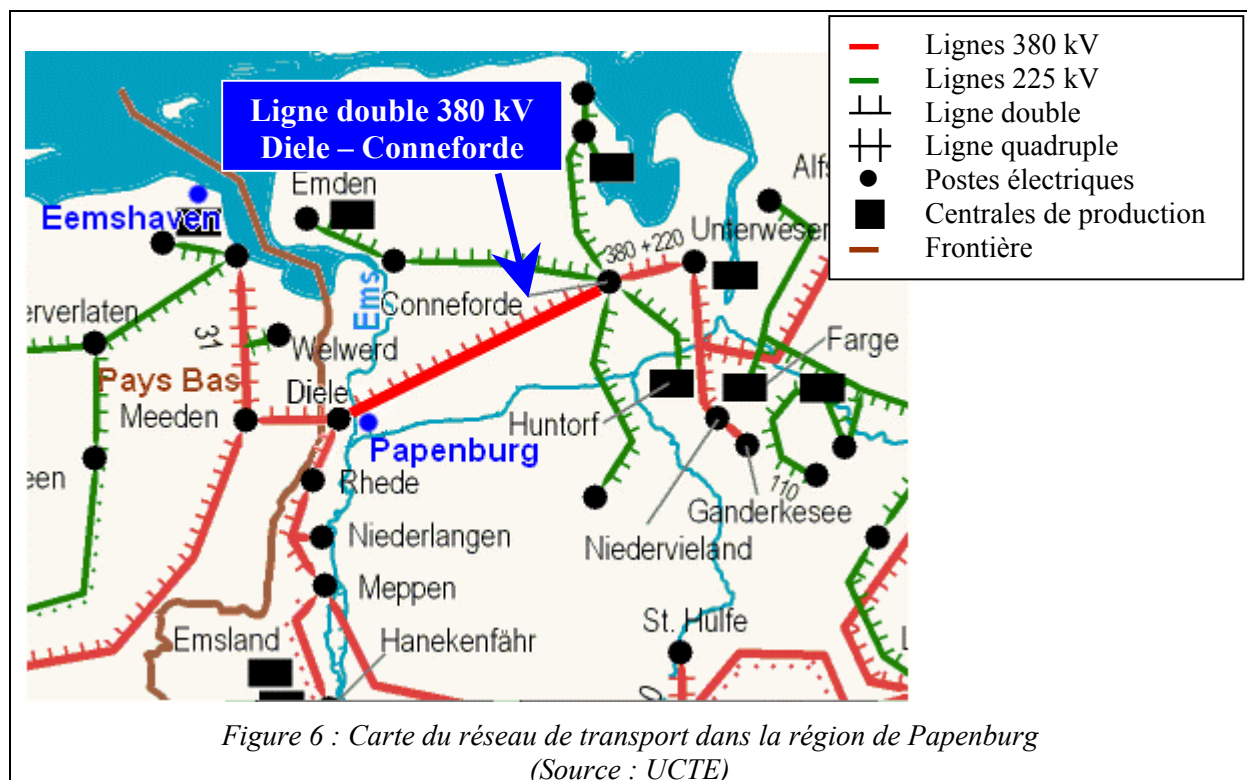 Lignes 380 kV
Lignes 225 kV
Ligne double
Ligne quadruple
Postes électriques
Centrales de production
Frontière
Ligne double 380 kV
Diele – Conneforde
Emden
Eemshaven
Alfs
Unterweser
380 +220
Conneforde
Ems
erverlaten
31
Welwerd
Farge
Pays Bas
Diele
Meeden
Huntorf
Papenburg
een
Rhede
110
Ganderkesee
Niederlangen
Niedervieland
Meppen
St. Hülfe
Emsland
Hanekenfähr
Figure 6 : Carte du réseau de transport dans la région de Papenburg
(Source : UCTE)